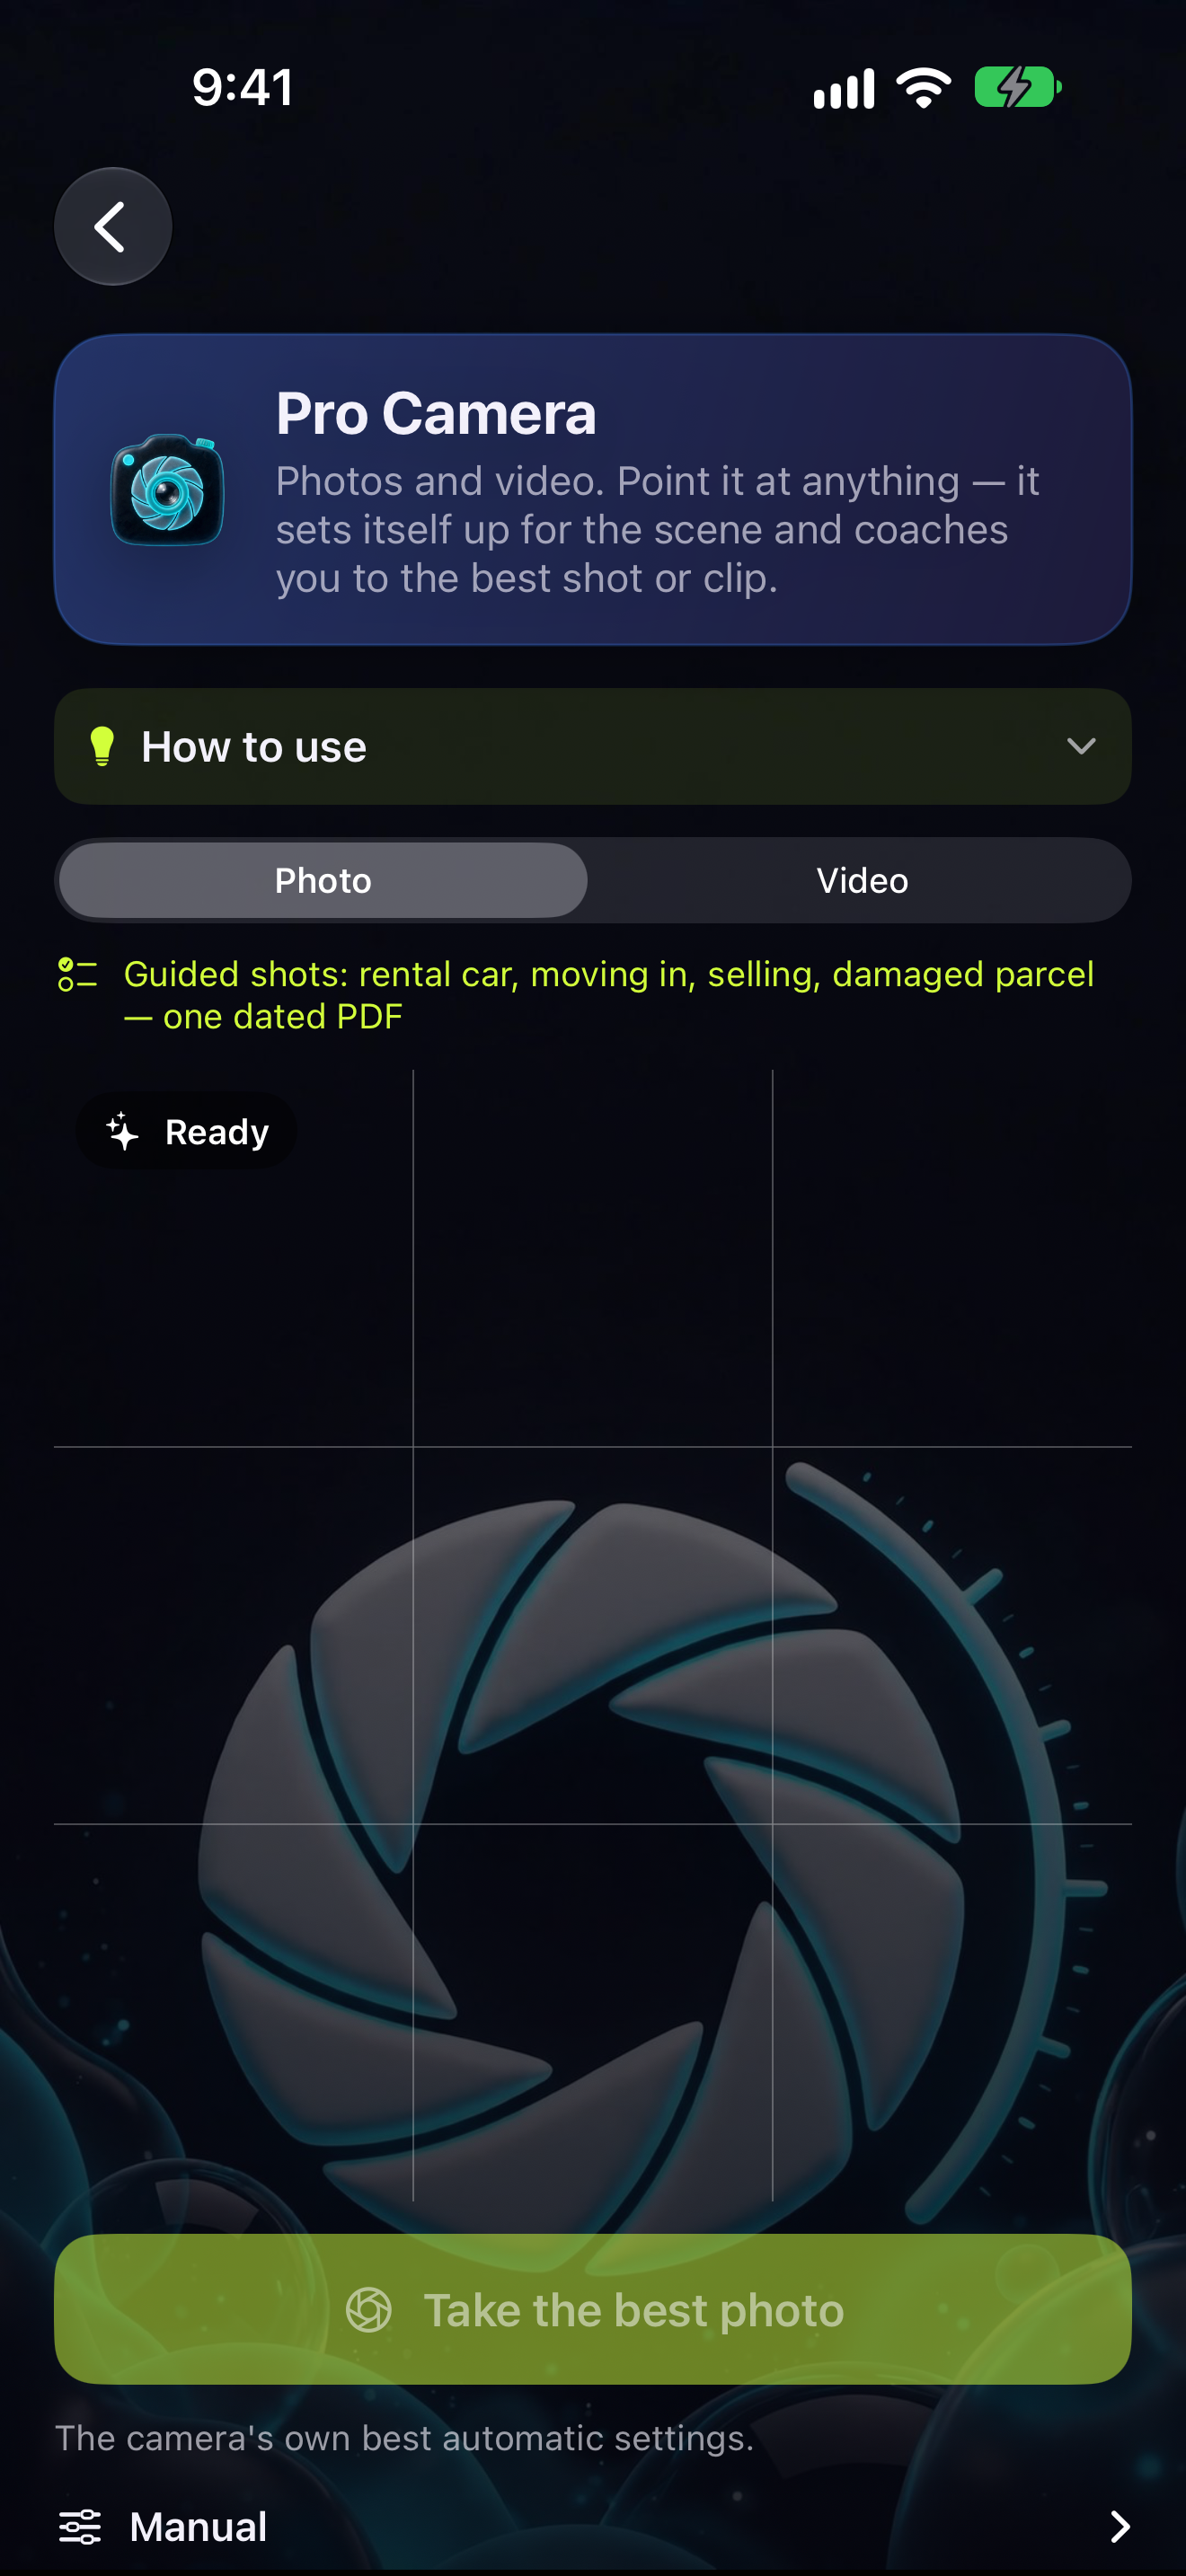 9:41
Pro Camera
Photos and video. Point it at anything — it
sets itself up for the scene and coaches
you to the best shot or clip.
How to use
Photo
Video
Guided shots: rental car, moving in, selling, damaged parcel
— one dated PDF
Ready
Take the best photo
The camera's own best automatic settings.
Manual